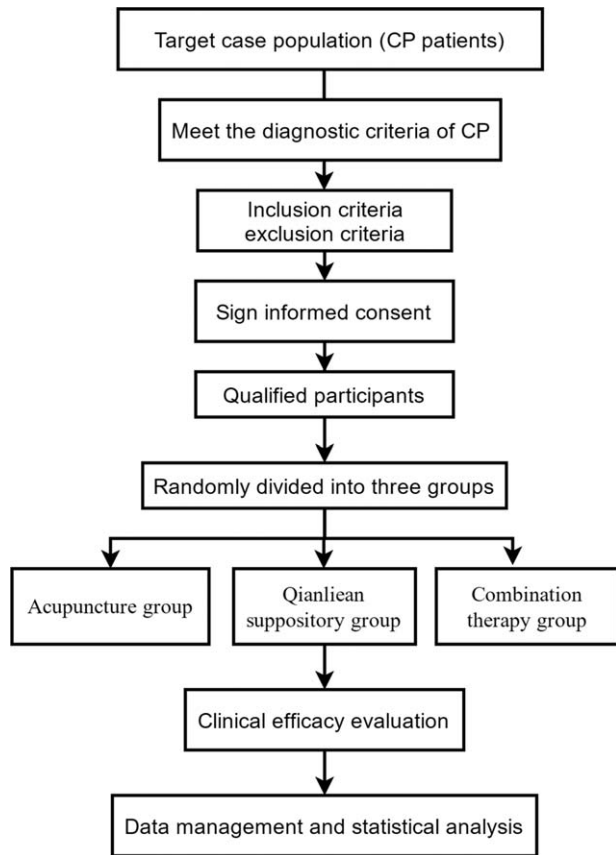 Target case population (CP patients)
Meet the diagnostic criteria of CP
Inclusion criteria
exclusion criteria
Sign informed consent
Qualified participants
Randomly divided into three groups
Acupuncture group
Qianliean
suppository group
Combination
therapy group
Clinical efficacy evaluation
Data management and statistical analysis